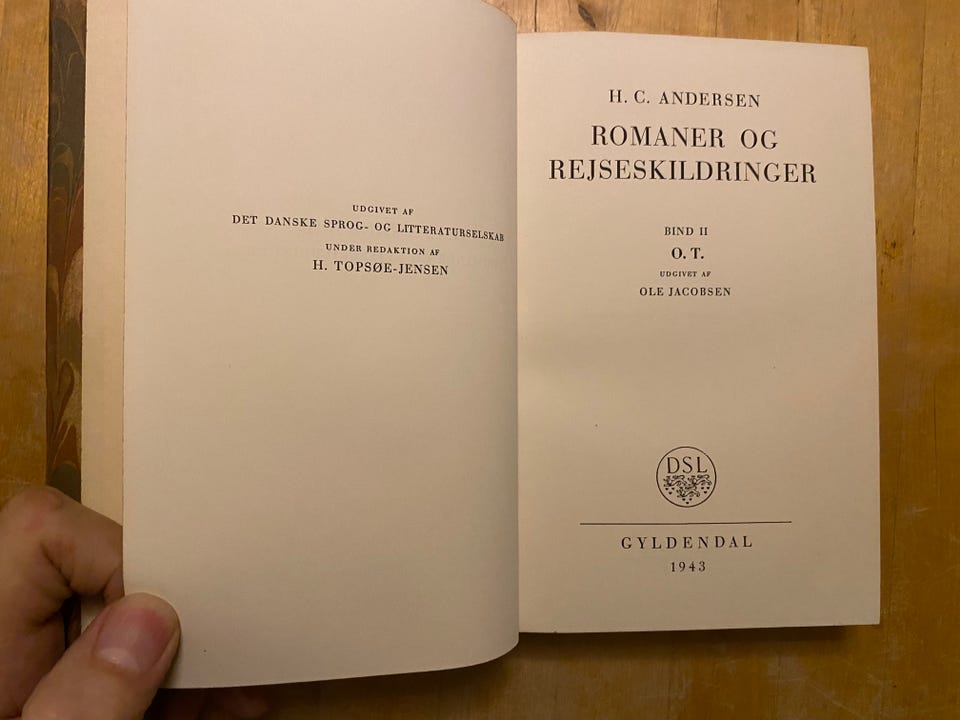 UDGIVET AF
DET DANSKE SPROG- OG LITTERATURSELSKAB
UNDER REDAKTION AF
H. TOPSØE-JENSEN
H. C. ANDERSEN
ROMANER OG
REJSESKILDRINGER
BIND II
O. T.
UDGIVET AF
OLE JACOBSEN
DSL
GYLDENDAL
1943